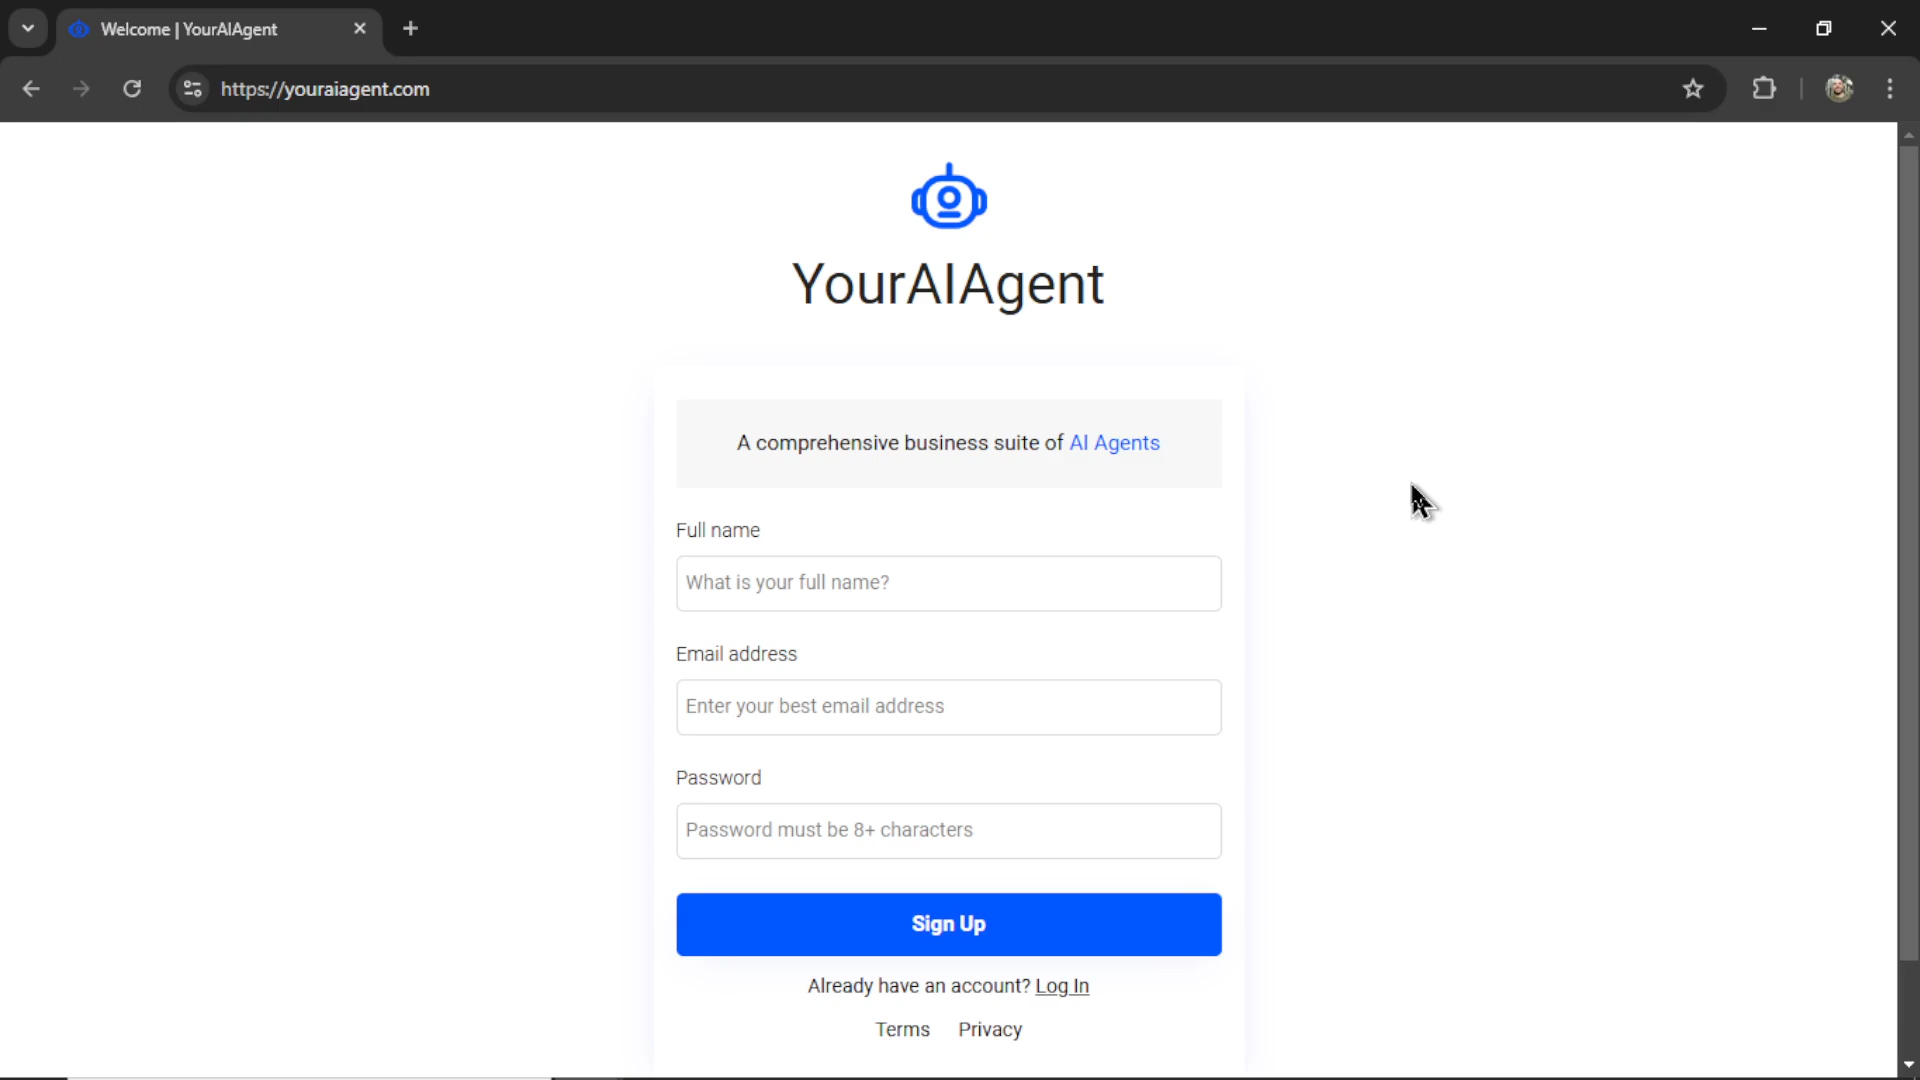 Welcome | YourAIAgent
https://youraiagent.com
YourAIAgent
A comprehensive business suite of AI Agents
Full name
What is your full name?
Email address
Enter your best email address
Password
Password must be 8+ characters
Sign Up
Already have an account? Log In
Terms Privacy